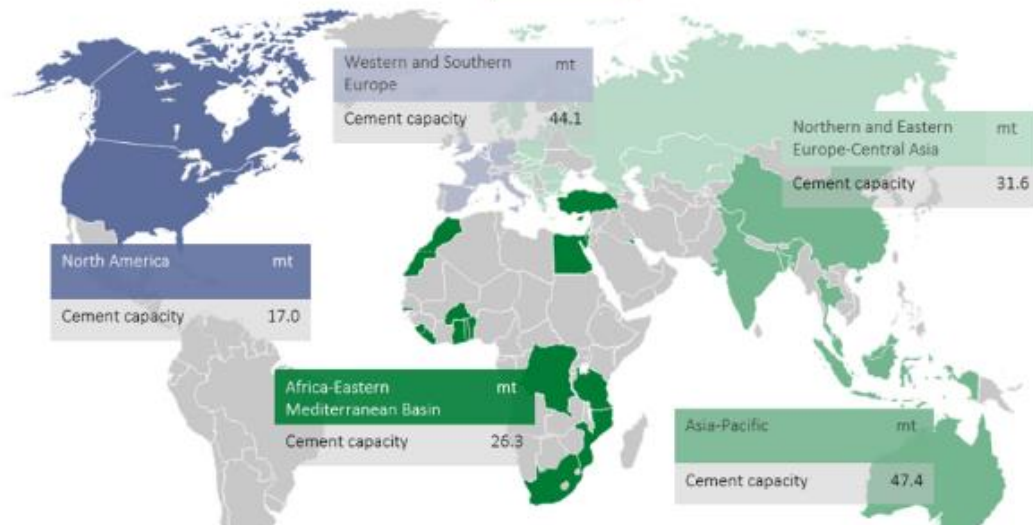 Western and Southern Europe mt
Cement capacity 44.1
Northern and Eastern Europe-Central Asia mt
Cement capacity 31.6
North America mt
Cement capacity 17.0
Africa-Eastern Mediterranean Basin mt
Cement capacity 26.3
Asia-Pacific mt
Cement capacity 47.4